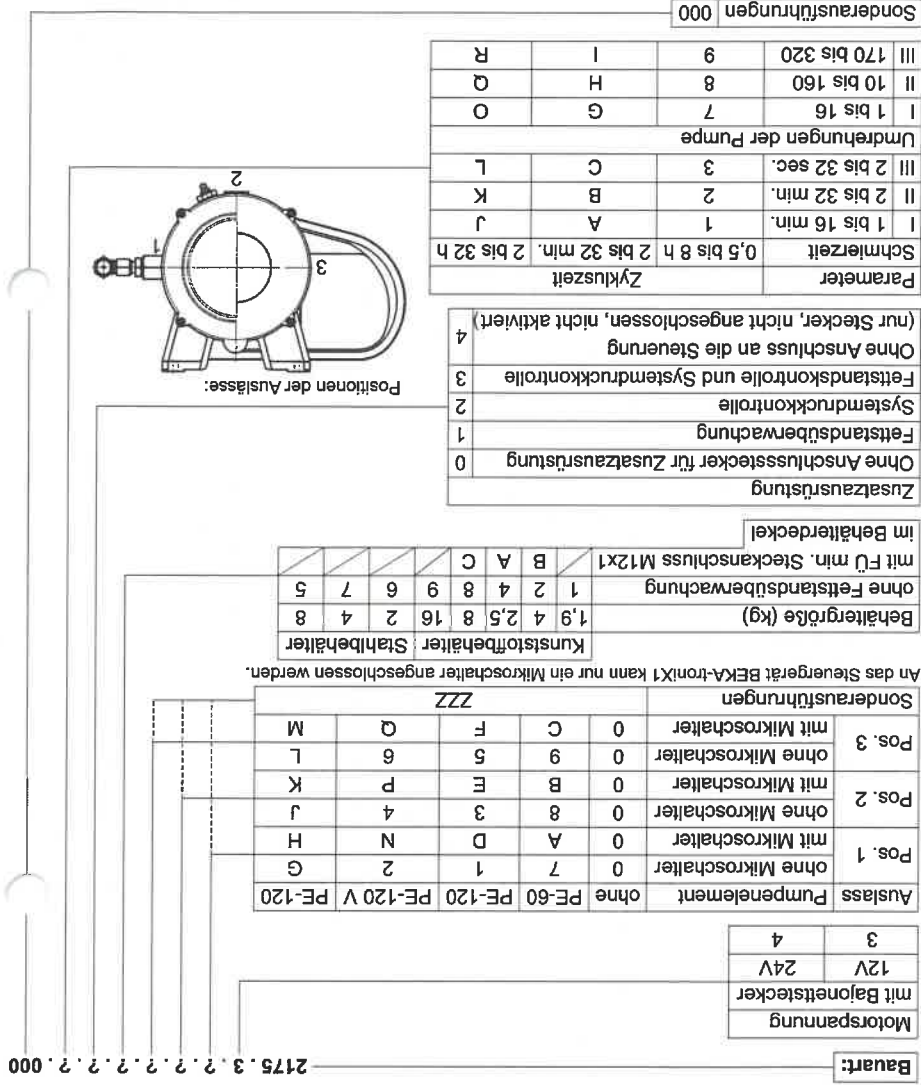 Bauart: 2175 . 3 . ? . ? . ? . ? . ? . ? . 000
Motorspannung
mit Bajonettstecker
12V 24V
3 4
Auslass Pumpenelement ohne PE-60 PE-120 PE-120 V PE-120
Pos. 1 ohne Mikroschalter 0 7 1 2 G
mit Mikroschalter 0 A D N H
Pos. 2 ohne Mikroschalter 0 8 3 4 J
mit Mikroschalter 0 B E P K
Pos. 3 ohne Mikroschalter 0 9 5 6 L
mit Mikroschalter 0 C F Q M
Sonderausführungen ZZZ
An das Steuergerät BEKA-troniX1 kann nur ein Mikroschalter angeschlossen werden.
Kunstoffbehälter Stahlbehälter
Behältergröße (kg) 1,9 4 2,5 8 16 2 4 8
ohne Fettstandsüberwachung 1 2 4 8 9 6 7 5
mit FÜ min. Steckanschluss M12x1 B A C
im Behälterdeckel
Zusatzausrüstung
Ohne Anschlussstecker für Zusatzausrüstung 0
Fettstandsüberwachung 1
Systemdruckkontrolle 2
Fettstandskontrolle und Systemdruckkontrolle 3
Ohne Anschluss an die Steuerung
(nur Stecker, nicht angeschlossen, nicht aktiviert) 4
Positionen der Auslässe:
1
3
2
Parameter Zykluszeit
Schmierzeit 0,5 bis 8 h 2 bis 32 min. 2 bis 32 h
I 1 bis 16 min. 1 A J
II 2 bis 32 min. 2 B K
III 2 bis 32 sec. 3 C L
Umdrehungen der Pumpe
I 1 bis 16 7 G O
II 10 bis 160 8 H Q
III 170 bis 320 9 I R
Sonderausführungen 000